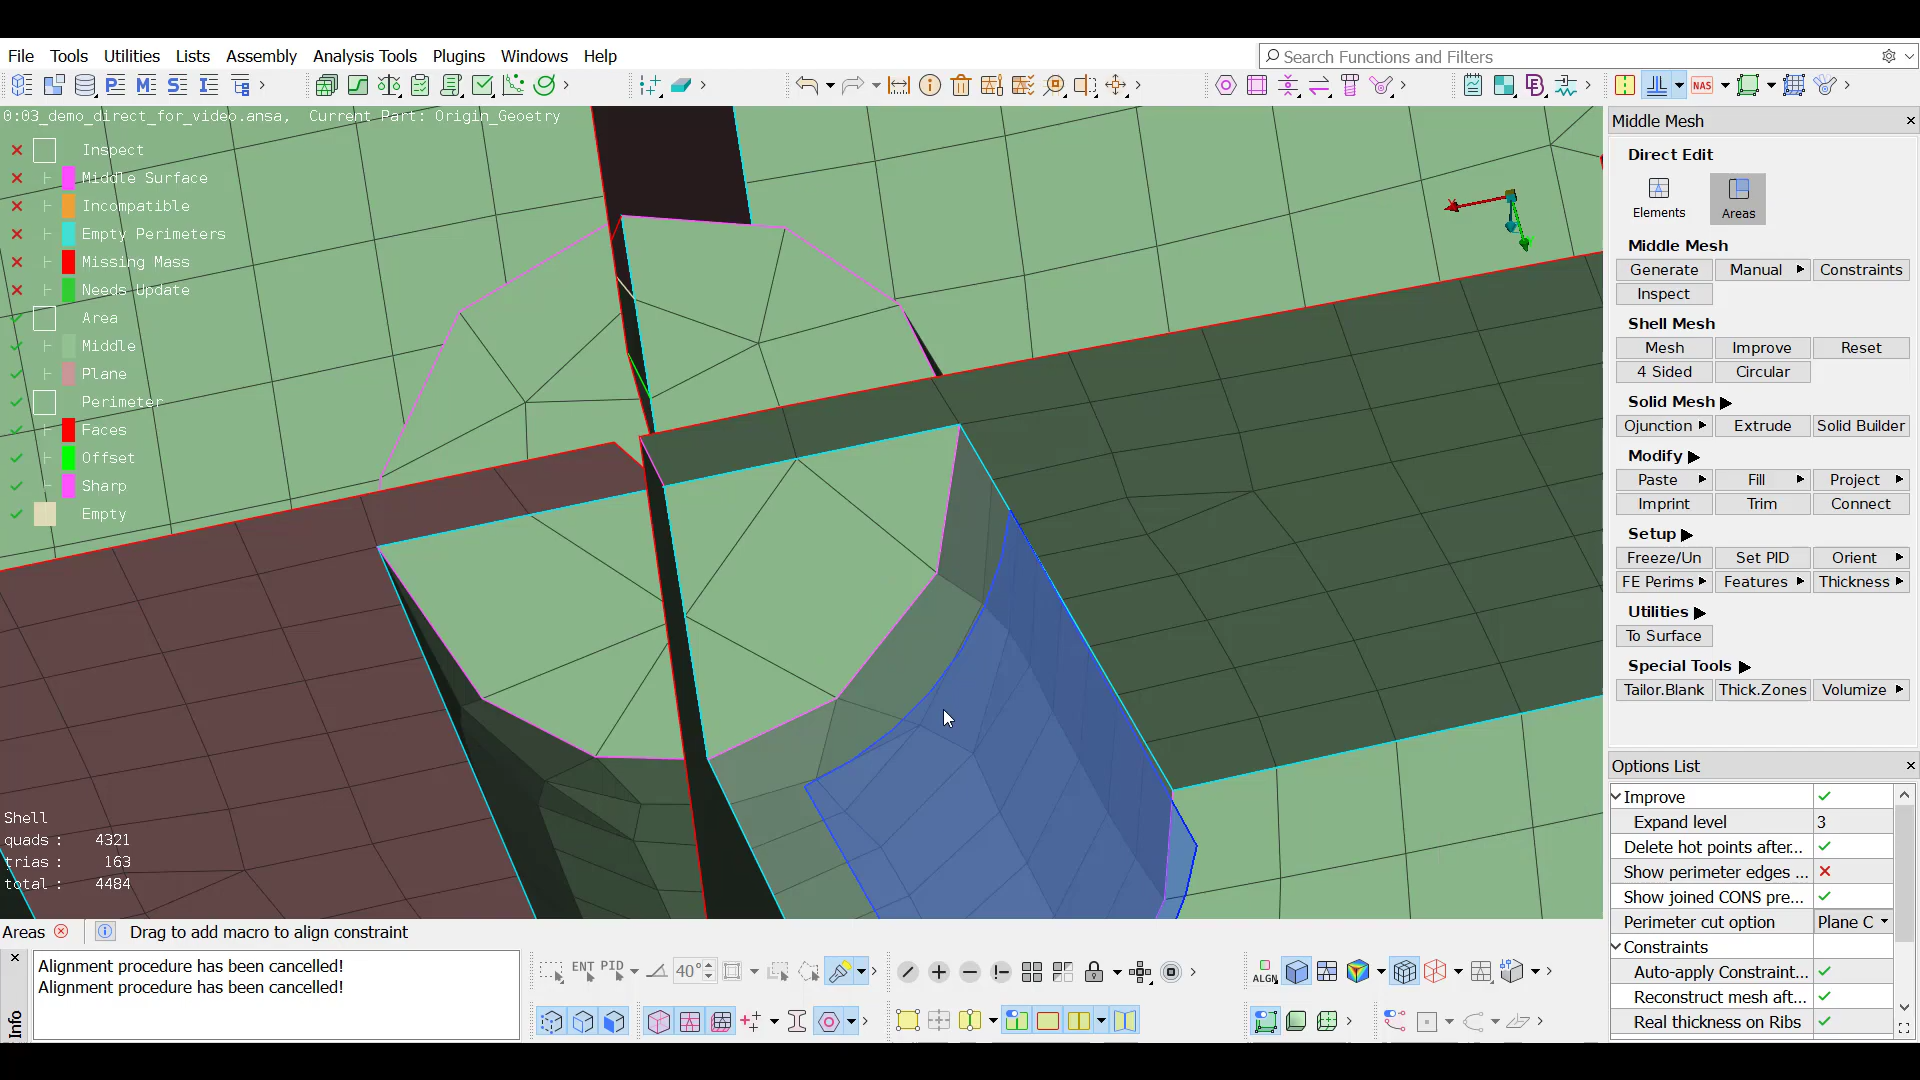 File Tools Utilities Lists Assembly Analysis Tools Plugins Windows Help
Search Functions and Filters
NAS
0:03_demo_direct_for_video.ansa, Current Part: Origin_Geoetry
Inspect
Middle Surface
Incompatible
Empty Perimeters
Missing Mass
Needs Update
Area
Middle
Plane
Perimeter
Faces
Offset
Sharp
Empty
Shell
quads : 4321
trias : 163
total : 4484
Middle Mesh
Direct Edit
Elements Areas
Middle Mesh
Generate Manual Constraints
Inspect
Shell Mesh
Mesh Improve Reset
4 Sided Circular
Solid Mesh
Ojunction Extrude Solid Builder
Modify
Paste Fill Project
Imprint Trim Connect
Setup
Freeze/Un Set PID Orient
FE Perims Features Thickness
Utilities
To Surface
Special Tools
Tailor.Blank Thick.Zones Volumize
Options List
Improve
Expand level 3
Delete hot points after...
Show perimeter edges ...
Show joined CONS pre...
Perimeter cut option Plane C
Constraints
Auto-apply Constraint...
Reconstruct mesh aft...
Real thickness on Ribs
Areas Drag to add macro to align constraint
Info
Alignment procedure has been cancelled!
Alignment procedure has been cancelled!
ENT PID 40°
ALGN